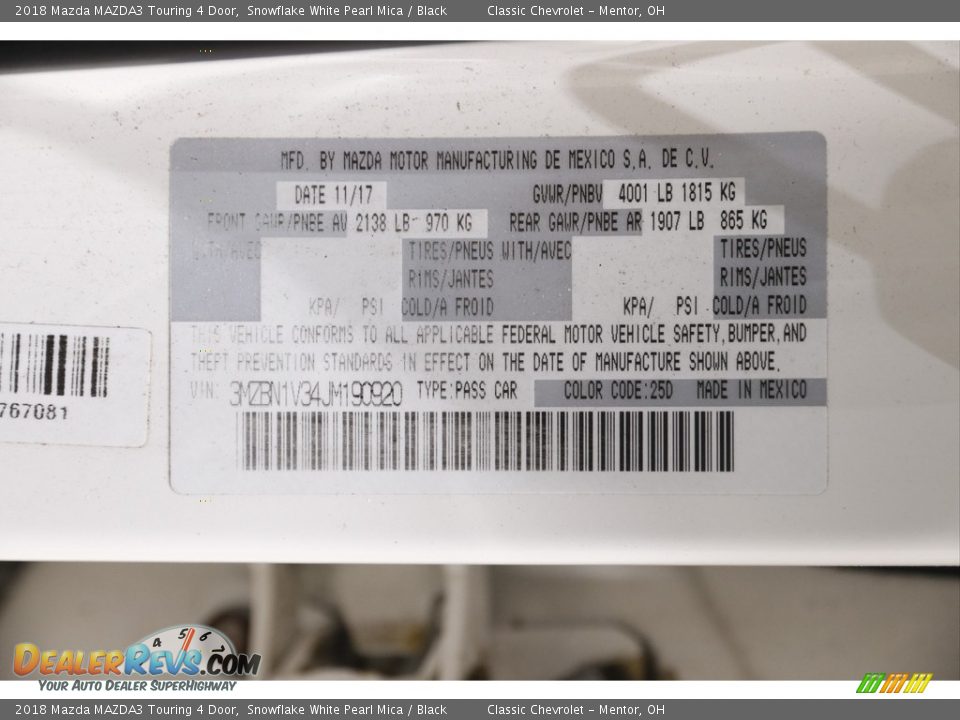 2018 Mazda MAZDA3 Touring 4 Door, Snowflake White Pearl Mica / Black Classic Chevrolet - Mentor, OH
MFD. BY MAZDA MOTOR MANUFACTURING DE MEXICO S.A. DE C.V.
DATE 11/17 GVWR/PNBV 4001 LB 1815 KG
FRONT GAWR/PNBE AV 2138 LB- 970 KG REAR GAWR/PNBE AR 1907 LB 865 KG
WITH/AVEC TIRES/PNEUS WITH/AVEC TIRES/PNEUS
RIMS/JANTES RIMS/JANTES
KPA/ PSI COLD/A FROID KPA/ PSI COLD/A FROID
THIS VEHICLE CONFORMS TO ALL APPLICABLE FEDERAL MOTOR VEHICLE SAFETY, BUMPER, AND
THEFT PREVENTION STANDARDS IN EFFECT ON THE DATE OF MANUFACTURE SHOWN ABOVE.
VIN: 3MZBN1V34JM190920 TYPE:PASS CAR COLOR CODE:25D MADE IN MEXICO
767081
4 5 6
DEALERREVS.COM
YOUR AUTO DEALER SUPERHIGHWAY
2018 Mazda MAZDA3 Touring 4 Door, Snowflake White Pearl Mica / Black Classic Chevrolet - Mentor, OH